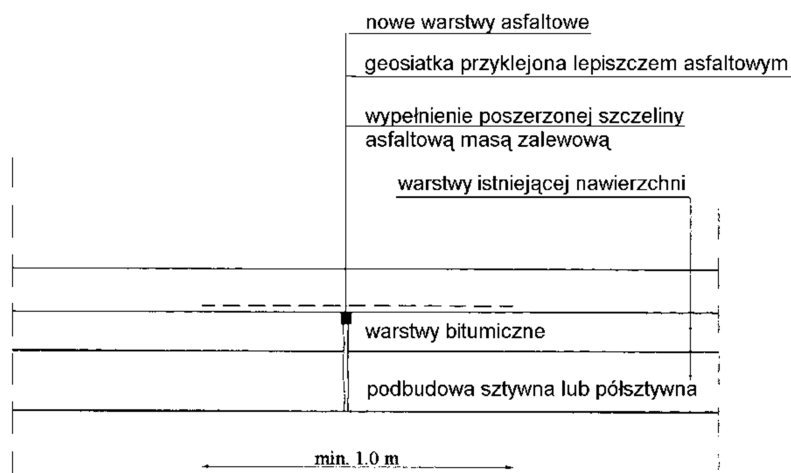 nowe warstwy asfaltowe
geosiatka przyklejona lepiszczem asfaltowym
wypełnienie poszerzonej szczeliny
asfaltową masą zalewową
warstwy istniejącej nawierzchni
warstwy bitumiczne
podbudowa sztywna lub półsztywna
min. 1.0 m